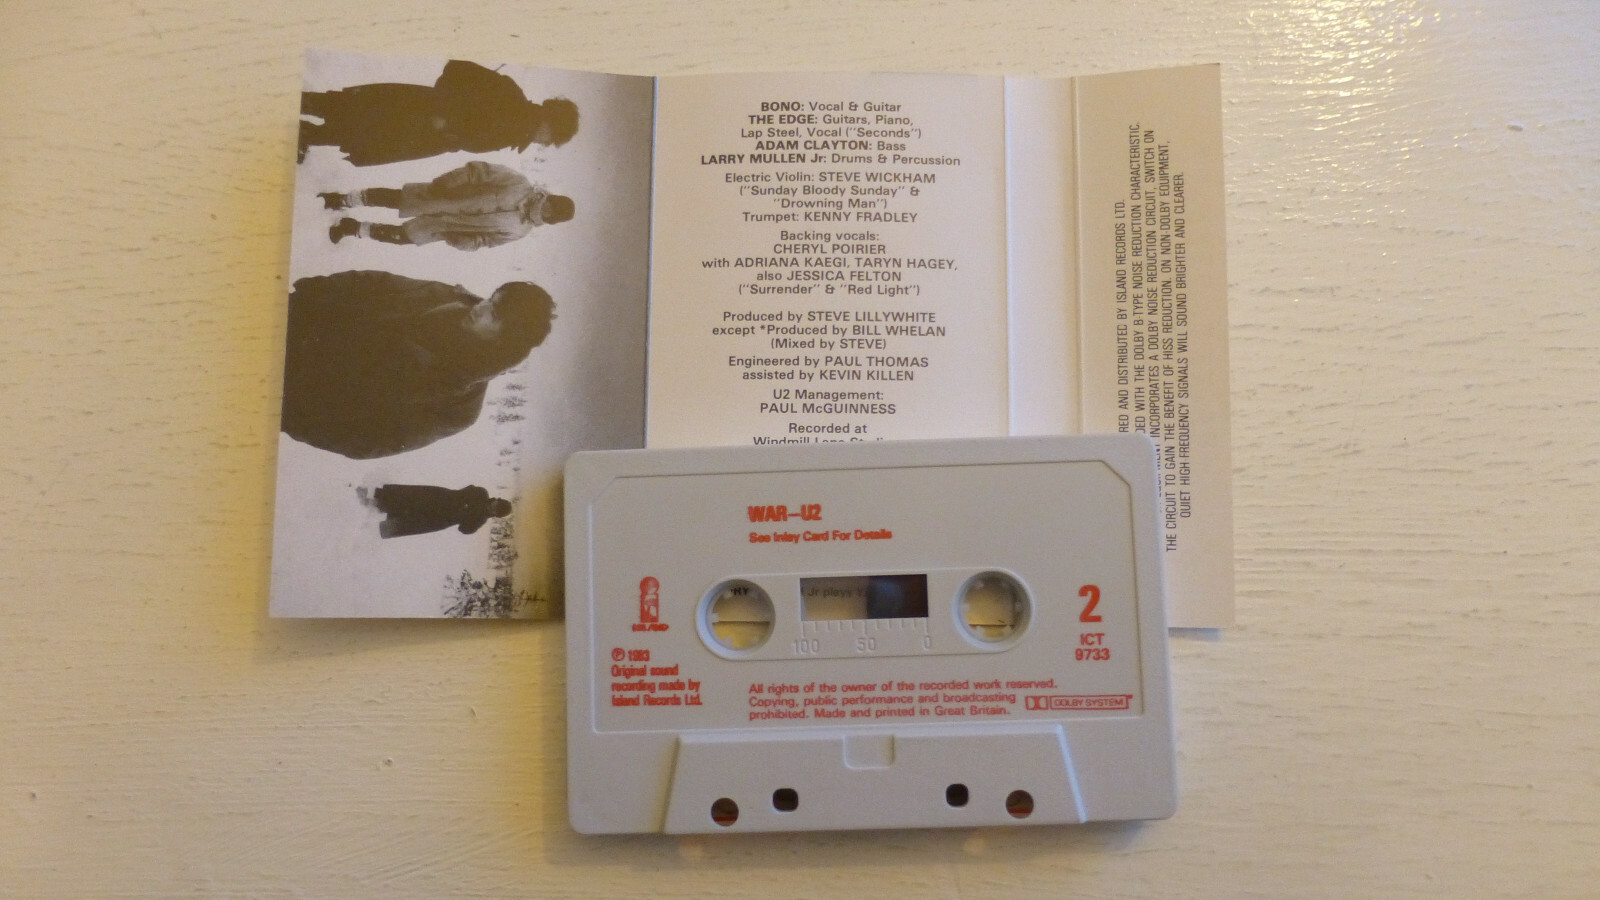 BONO: Vocal & Guitar
THE EDGE: Guitars, Piano,
Lap Steel, Vocal ("Seconds")
ADAM CLAYTON: Bass
LARRY MULLEN Jr: Drums & Percussion
Electric Violin: STEVE WICKHAM
("Sunday Bloody Sunday" &
"Drowning Man")
Trumpet: KENNY FRADLEY
Backing vocals:
CHERYL POIRIER
with ADRIANA KAEGI, TARYN HAGEY,
also JESSICA FELTON
("Surrender" & "Red Light")
Produced by STEVE LILLYWHITE
except *Produced by BILL WHELAN
(Mixed by STEVE)
Engineered by PAUL THOMAS
assisted by KEVIN KILLEN
U2 Management:
PAUL McGUINNESS
Recorded at
Windmill Lane
RED AND DISTRIBUTED BY ISLAND RECORDS LTD.
DED WITH THE DOLBY B-TYPE NOISE REDUCTION CHARACTERISTIC.
INCORPORATES A DOLBY NOISE REDUCTION CIRCUIT, SWITCH ON
THE CIRCUIT TO GAIN THE BENEFIT OF HISS REDUCTION. ON NON-DOLBY EQUIPMENT,
QUIET HIGH-FREQUENCY SIGNALS WILL SOUND BRIGHTER AND CLEARER.
WAR–U2
See Inlay Card For Details
Jr plays
100 50 0
2
ICT
9733
℗ 1983
Original sound
recording made by
Island Records Ltd.
All rights of the owner of the recorded work reserved.
Copying, public performance and broadcasting
prohibited. Made and printed in Great Britain.
DOLBY SYSTEM